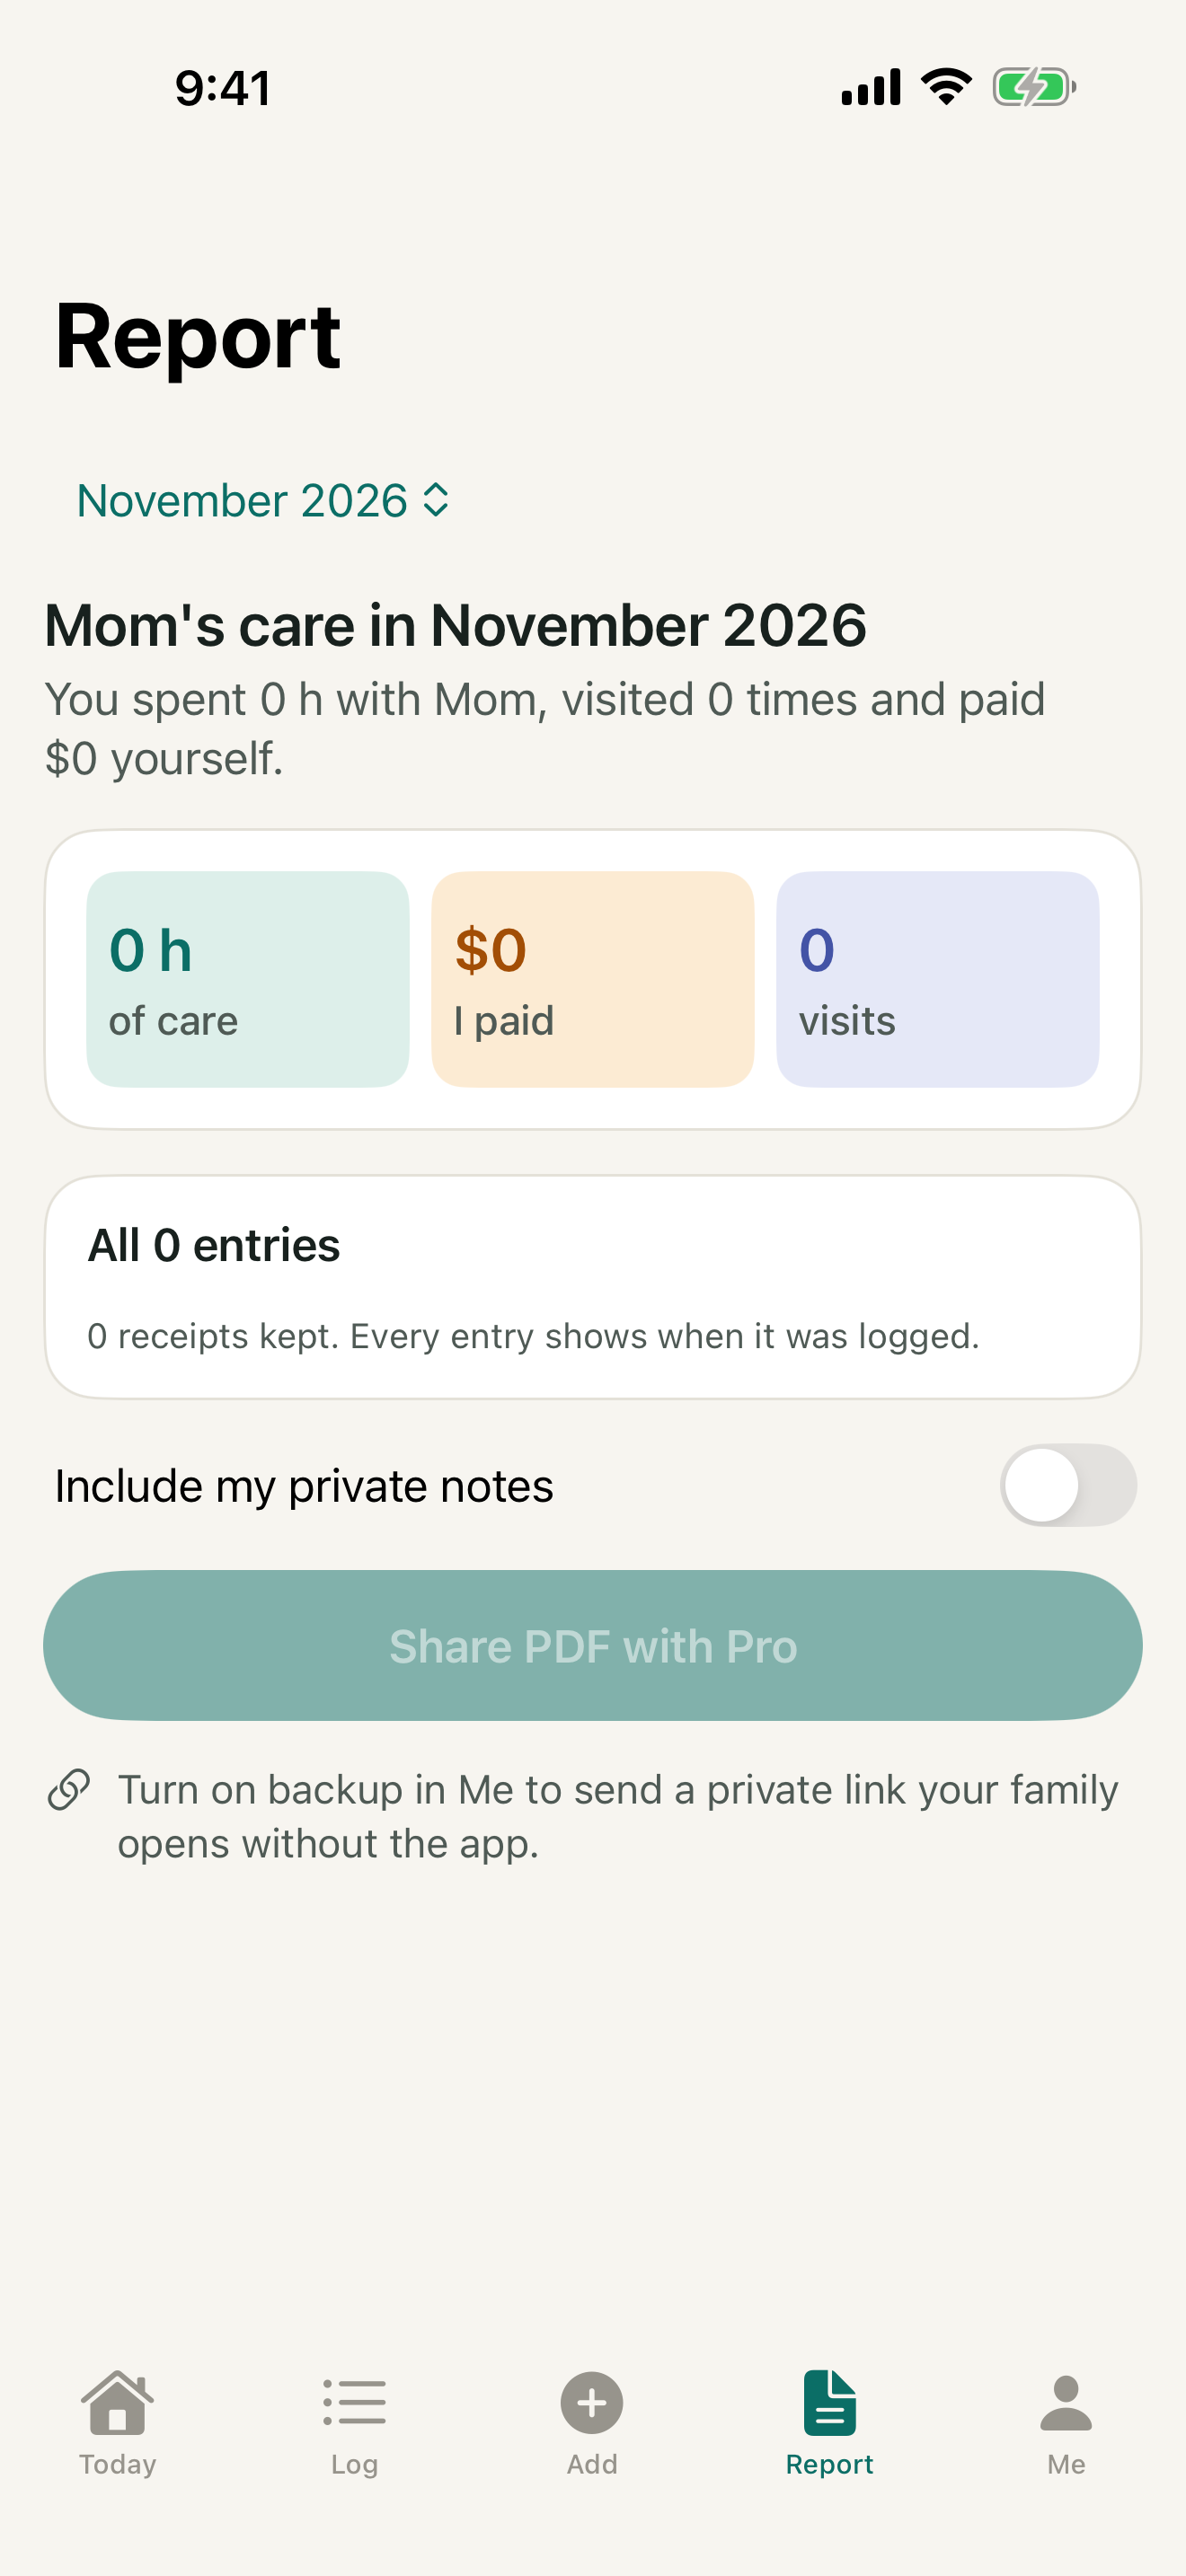 9:41
Report
November 2026
Mom's care in November 2026
You spent 0 h with Mom, visited 0 times and paid
$0 yourself.
0 h
of care
$0
I paid
0
visits
All 0 entries
0 receipts kept. Every entry shows when it was logged.
Include my private notes
Share PDF with Pro
Turn on backup in Me to send a private link your family
opens without the app.
Today
Log
Add
Report
Me